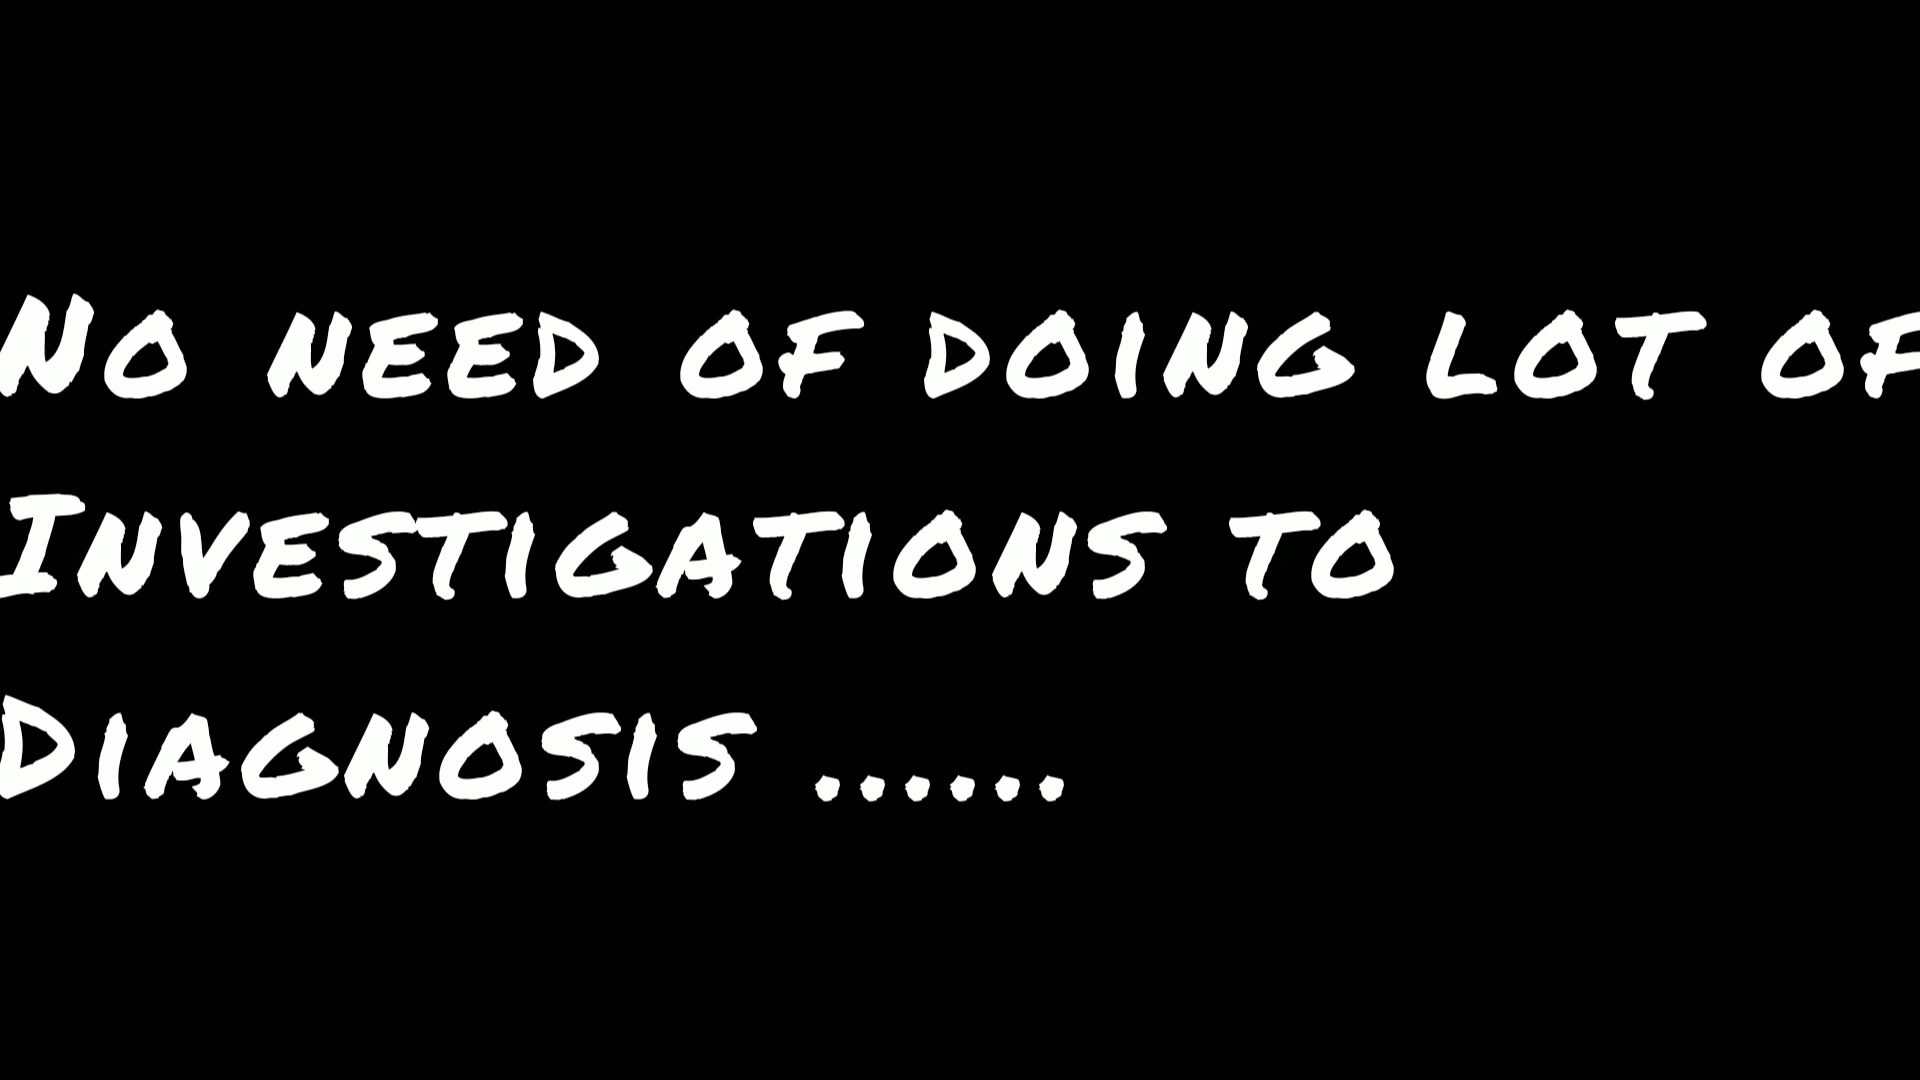 No need of doing lot of
Investigations to
Diagnosis ......